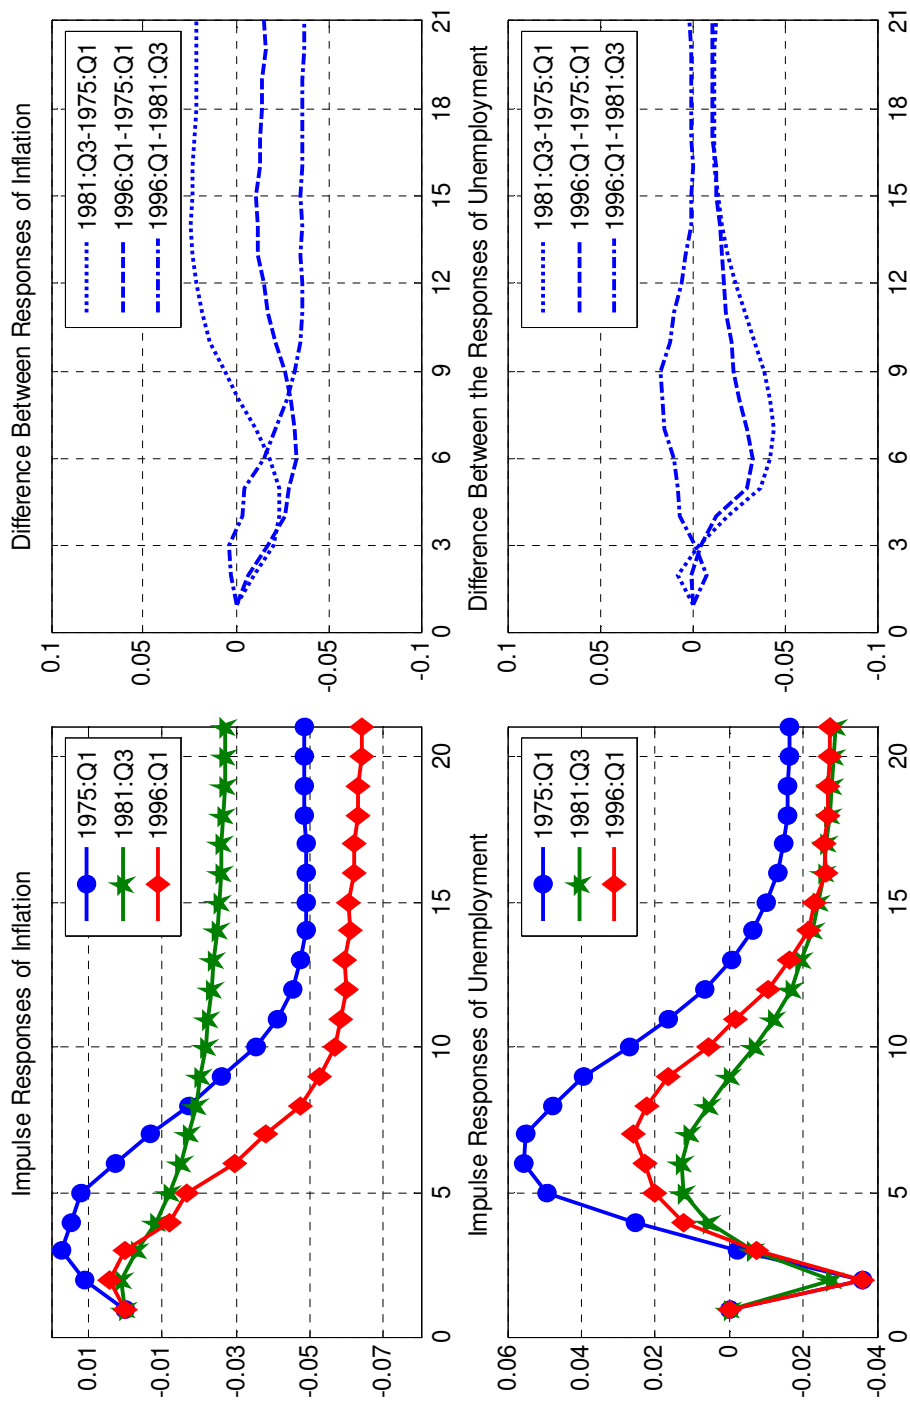 Impulse Responses of Inflation
0.01
-0.01
-0.03
-0.05
-0.07
0 5 10 15 20
1975:Q1
1981:Q3
1996:Q1
Difference Between Responses of Inflation
0.1
0.05
0
-0.05
-0.1
0 3 6 9 12 15 18 21
1981:Q3-1975:Q1
1996:Q1-1975:Q1
1996:Q1-1981:Q3
Impulse Responses of Unemployment
0.06
0.04
0.02
0
-0.02
-0.04
0 5 10 15 20
1975:Q1
1981:Q3
1996:Q1
Difference Between the Responses of Unemployment
0.1
0.05
0
-0.05
-0.1
0 3 6 9 12 15 18 21
1981:Q3-1975:Q1
1996:Q1-1975:Q1
1996:Q1-1981:Q3